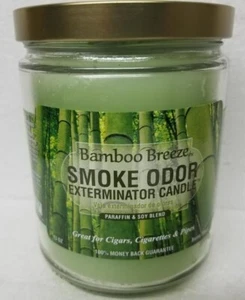 Bamboo Breeze
SMOKE ODOR
EXTERMINATOR CANDLE
PARAFFIN & SOY BLEND
Great for Cigars, Cigarettes & Pipes
100% MONEY BACK GUARANTEE